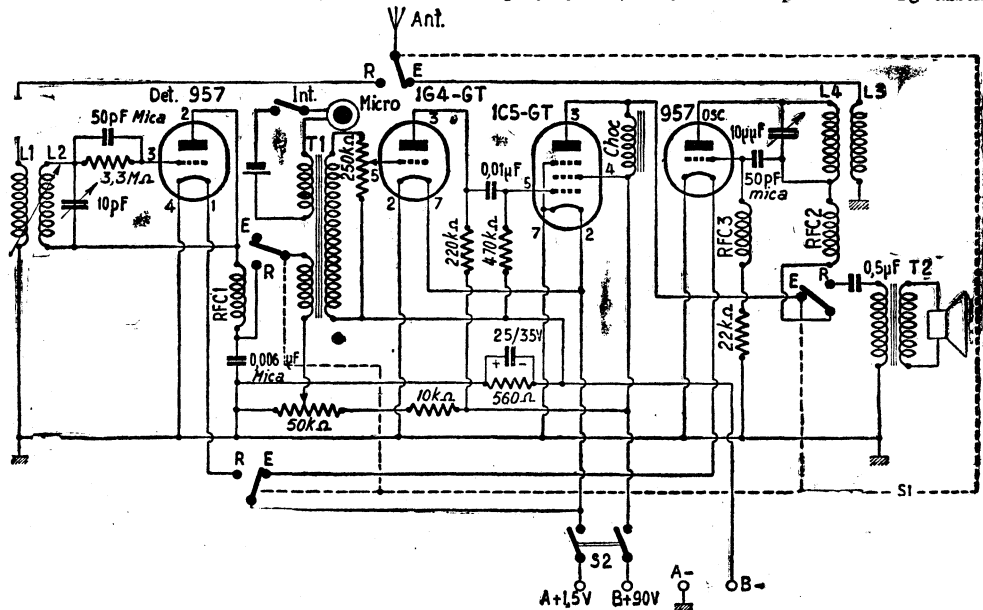 Ant.
R E
Det. 957
Int.
Micro
1G4-GT
1C5-GT
957 osc.
L4 L3
2
3
3
3
50pF Mica
T1
250kΩ
Choc
10µµF
L1 L2
3
5
0,01µF
5
4
50pF
mica
3,3MΩ
10pF
4
1
2
7
7
2
220kΩ
470kΩ
RFC3
RFC2
E
R
RFC1
E
R
0,5µF
T2
22kΩ
25/35V
+ -
0,006 µF
Mica
560Ω
10kΩ
50kΩ
R E
S1
S2
A+1,5V
B+90V
A-
B-